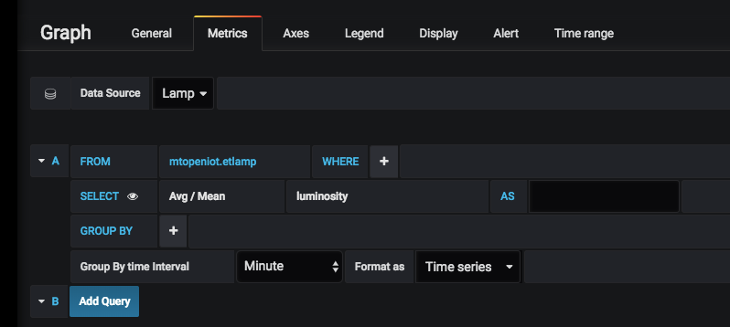 Graph General Metrics Axes Legend Display Alert Time range
Data Source Lamp
A FROM mtopeniot.etlamp WHERE +
SELECT Avg / Mean luminosity AS
GROUP BY +
Group By time Interval Minute Format as Time series
B Add Query